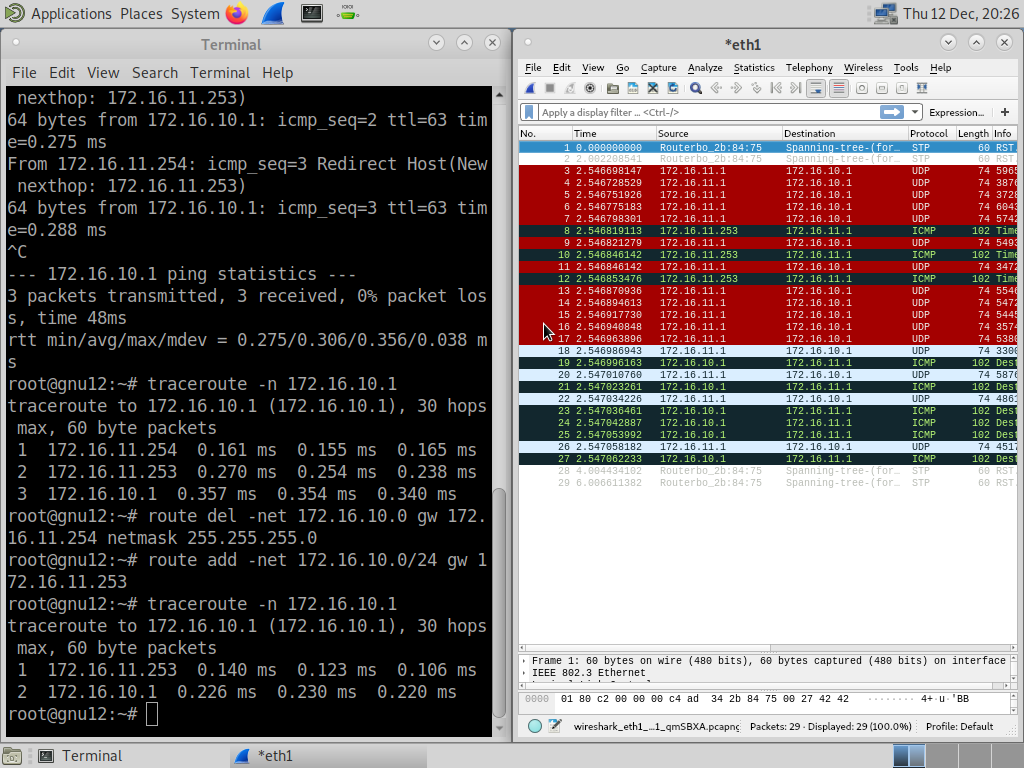 Applications Places System Thu 12 Dec, 20:26
Terminal
File Edit View Search Terminal Help
nexthop: 172.16.11.253)
64 bytes from 172.16.10.1: icmp_seq=2 ttl=63 tim
e=0.275 ms
From 172.16.11.254: icmp_seq=3 Redirect Host(New
nexthop: 172.16.11.253)
64 bytes from 172.16.10.1: icmp_seq=3 ttl=63 tim
e=0.288 ms
^C
--- 172.16.10.1 ping statistics ---
3 packets transmitted, 3 received, 0% packet los
s, time 48ms
rtt min/avg/max/mdev = 0.275/0.306/0.356/0.038 m
s
root@gnu12:~# traceroute -n 172.16.10.1
traceroute to 172.16.10.1 (172.16.10.1), 30 hops
max, 60 byte packets
1 172.16.11.254 0.161 ms 0.155 ms 0.165 ms
2 172.16.11.253 0.270 ms 0.254 ms 0.238 ms
3 172.16.10.1 0.357 ms 0.354 ms 0.340 ms
root@gnu12:~# route del -net 172.16.10.0 gw 172.
16.11.254 netmask 255.255.255.0
root@gnu12:~# route add -net 172.16.10.0/24 gw 1
72.16.11.253
root@gnu12:~# traceroute -n 172.16.10.1
traceroute to 172.16.10.1 (172.16.10.1), 30 hops
max, 60 byte packets
1 172.16.11.253 0.140 ms 0.123 ms 0.106 ms
2 172.16.10.1 0.226 ms 0.230 ms 0.220 ms
root@gnu12:~#
*eth1
File Edit View Go Capture Analyze Statistics Telephony Wireless Tools Help
Apply a display filter ... <Ctrl-/> Expression... +
No. Time Source Destination Protocol Length Info
1 0.000000000 Routerbo_2b:84:75 Spanning-tree-(for… STP 60 RST.
2 2.002208541 Routerbo_2b:84:75 Spanning-tree-(for… STP 60 RST.
3 2.546698147 172.16.11.1 172.16.10.1 UDP 74 5965
4 2.546728529 172.16.11.1 172.16.10.1 UDP 74 3876
5 2.546751926 172.16.11.1 172.16.10.1 UDP 74 3728
6 2.546775183 172.16.11.1 172.16.10.1 UDP 74 6043
7 2.546798301 172.16.11.1 172.16.10.1 UDP 74 5742
8 2.546819113 172.16.11.253 172.16.11.1 ICMP 102 Time
9 2.546821279 172.16.11.1 172.16.10.1 UDP 74 5493
10 2.546846142 172.16.11.253 172.16.11.1 ICMP 102 Time
11 2.546846142 172.16.11.1 172.16.10.1 UDP 74 3472
12 2.546853476 172.16.11.253 172.16.11.1 ICMP 102 Time
13 2.546870936 172.16.11.1 172.16.10.1 UDP 74 5546
14 2.546894613 172.16.11.1 172.16.10.1 UDP 74 5472
15 2.546917730 172.16.11.1 172.16.10.1 UDP 74 5445
16 2.546940848 172.16.11.1 172.16.10.1 UDP 74 3574
17 2.546963896 172.16.11.1 172.16.10.1 UDP 74 5380
18 2.546986943 172.16.11.1 172.16.10.1 UDP 74 3300
19 2.546996163 172.16.10.1 172.16.11.1 ICMP 102 Dest
20 2.547010760 172.16.11.1 172.16.10.1 UDP 74 5876
21 2.547023261 172.16.10.1 172.16.11.1 ICMP 102 Dest
22 2.547034226 172.16.11.1 172.16.10.1 UDP 74 4861
23 2.547036461 172.16.10.1 172.16.11.1 ICMP 102 Dest
24 2.547042887 172.16.10.1 172.16.11.1 ICMP 102 Dest
25 2.547053992 172.16.10.1 172.16.11.1 ICMP 102 Dest
26 2.547058182 172.16.11.1 172.16.10.1 UDP 74 4517
27 2.547062233 172.16.10.1 172.16.11.1 ICMP 102 Dest
28 4.004434102 Routerbo_2b:84:75 Spanning-tree-(for… STP 60 RST.
29 6.006611382 Routerbo_2b:84:75 Spanning-tree-(for… STP 60 RST.
Frame 1: 60 bytes on wire (480 bits), 60 bytes captured (480 bits) on interface
IEEE 802.3 Ethernet
0000 01 80 c2 00 00 00 c4 ad 34 2b 84 75 00 27 42 42 ········ 4+·u·'BB
wireshark_eth1_...1_qmSBXA.pcapng Packets: 29 · Displayed: 29 (100.0%) Profile: Default
Terminal *eth1